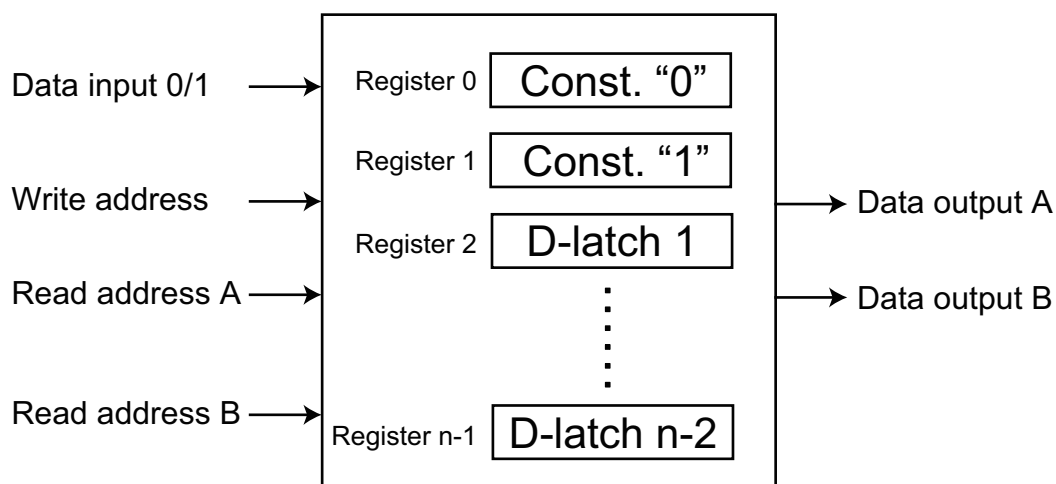 Data input 0/1
Write address
Read address A
Read address B
Register 0
Const. “0”
Register 1
Const. “1”
Register 2
D-latch 1
Register n-1
D-latch n-2
Data output A
Data output B